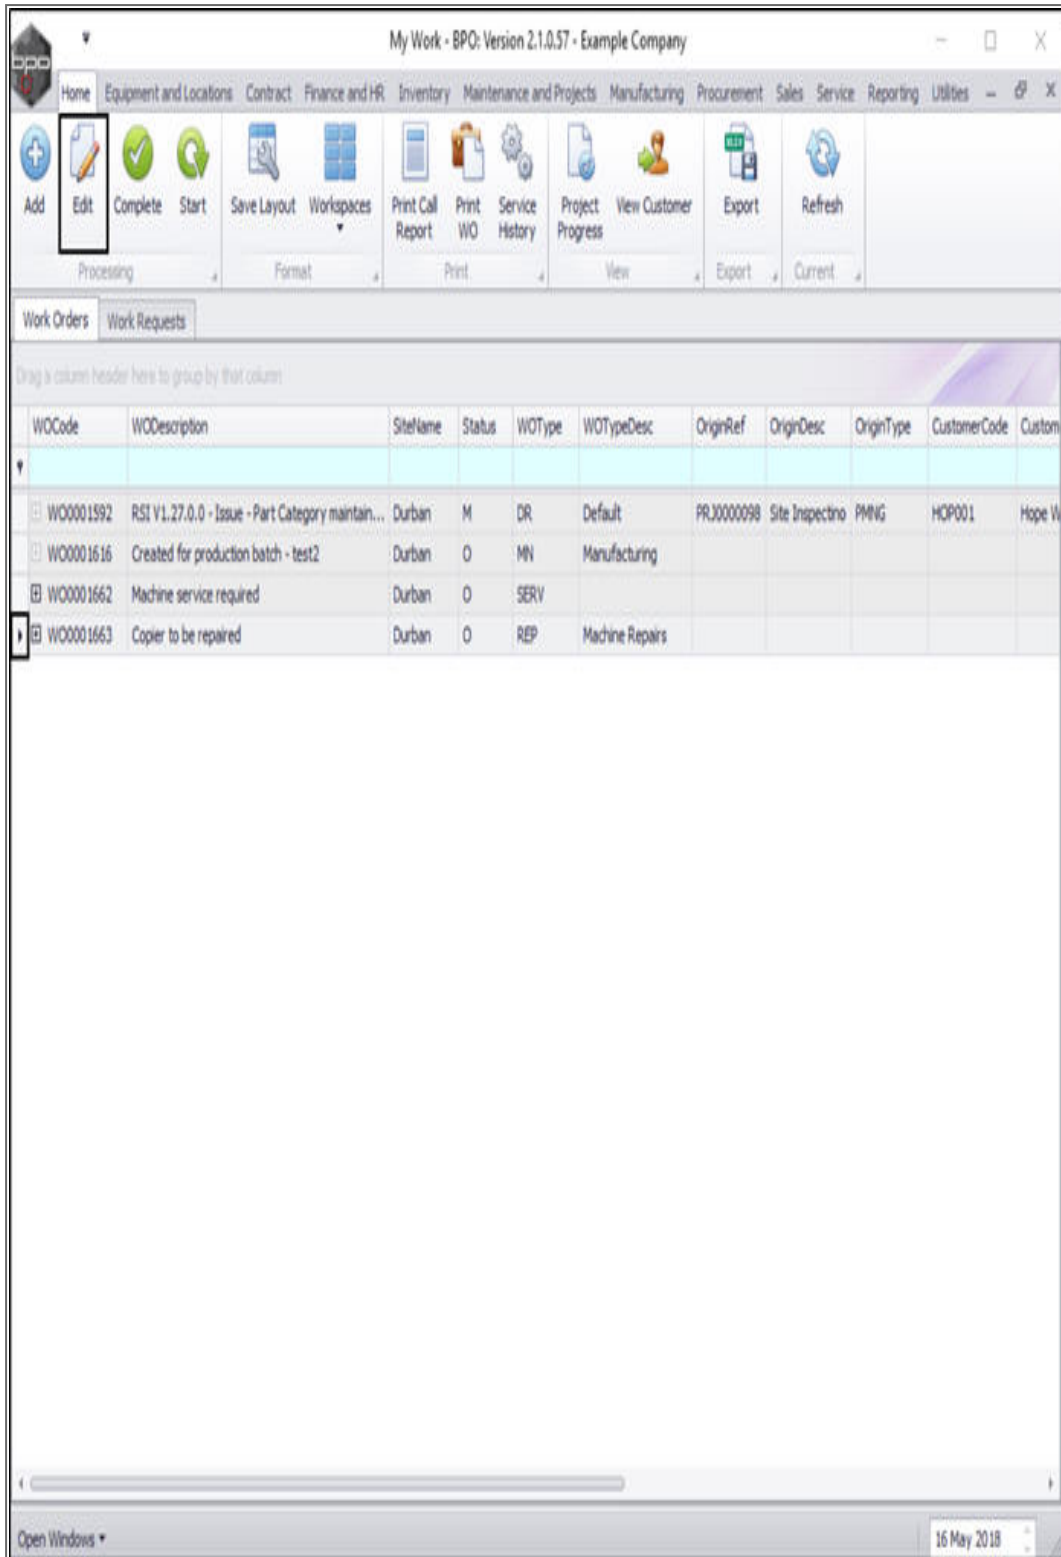 My Work - BPO: Version 2.1.0.57 - Example Company
bpo
Home Equipment and Locations Contract Finance and HR Inventory Maintenance and Projects Manufacturing Procurement Sales Service Reporting Utilities
Add Edit Complete Start Save Layout Workspaces Print Call Report Print WO Service History Project Progress View Customer Export Refresh
Processing Format Print View Export Current
Work Orders Work Requests
Drag a column header here to group by that column
WOCode WODescription SiteName Status WOType WOTypeDesc OriginRef OriginDesc OriginType CustomerCode Custom
WO0001592 RSI V1.27.0.0 - Issue - Part Category maintain... Durban M DR Default PRJ0000098 Site Inspectino PMNG HOP001 Hope W
WO0001616 Created for production batch - test2 Durban O MN Manufacturing
WO0001662 Machine service required Durban O SERV
WO0001663 Copier to be repaired Durban O REP Machine Repairs
Open Windows 16 May 2018